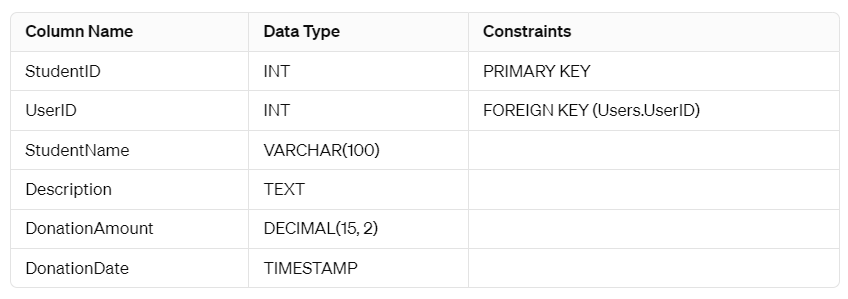 Column Name Data Type Constraints
StudentID INT PRIMARY KEY
UserID INT FOREIGN KEY (Users.UserID)
StudentName VARCHAR(100)
Description TEXT
DonationAmount DECIMAL(15, 2)
DonationDate TIMESTAMP